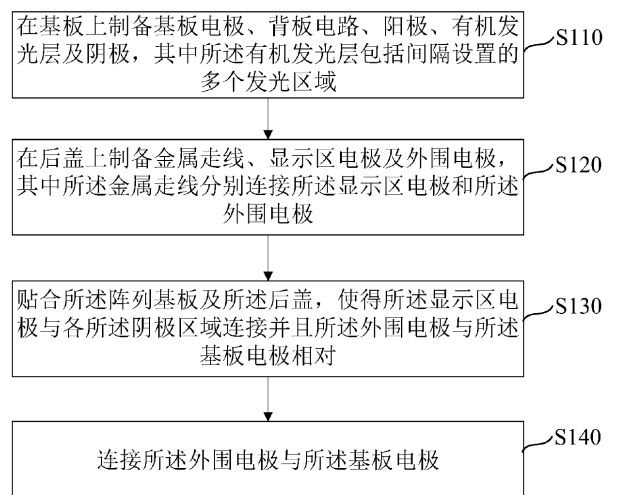 在基板上制备基板电极、背板电路、阳极、有机发
光层及阴极，其中所述有机发光层包括间隔设置的
多个发光区域
S110
在后盖上制备金属走线、显示区电极及外围电极，
其中所述金属走线分别连接所述显示区电极和所述
外围电极
S120
贴合所述阵列基板及所述后盖，使得所述显示区电
极与各所述阴极区域连接并且所述外围电极与所述
基板电极相对
S130
连接所述外围电极与所述基板电极
S140